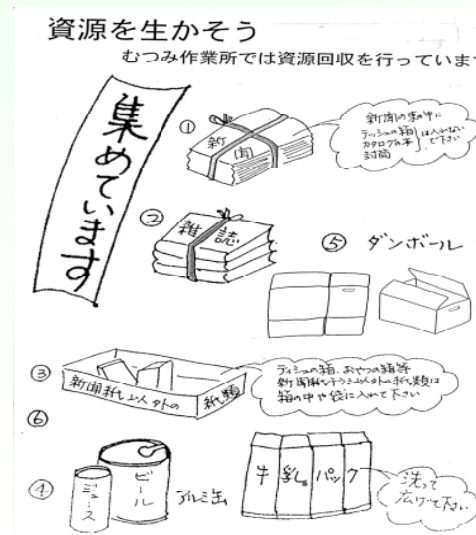 資源を生かそう
むつみ作業所では資源回収を行っていま
集めています
①
新聞
新聞の束の中に
ティッシュの箱
カタログの本
封筒
は入れない
で下さい
②
雑誌
⑤ ダンボール
③
新聞紙以外の紙類
ティシュの箱、おやつの箱等
新聞紙チラシ以外の紙類は
箱の中や袋に入れて下さい
⑥
④
ジュース
ビール
アルミ缶
牛乳パック
洗って
広げて下さい